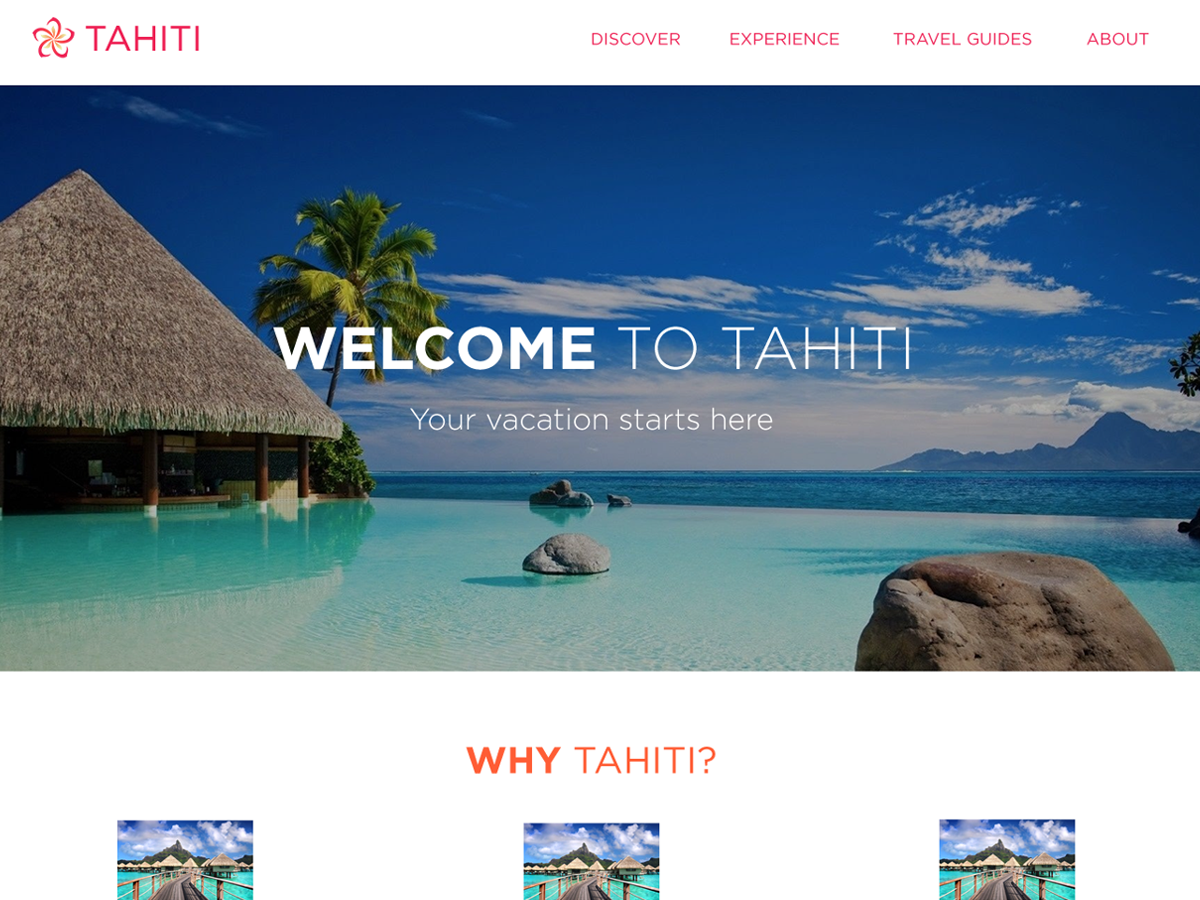 TAHITI
DISCOVER EXPERIENCE TRAVEL GUIDES ABOUT
WELCOME TO TAHITI
Your vacation starts here
WHY TAHITI?